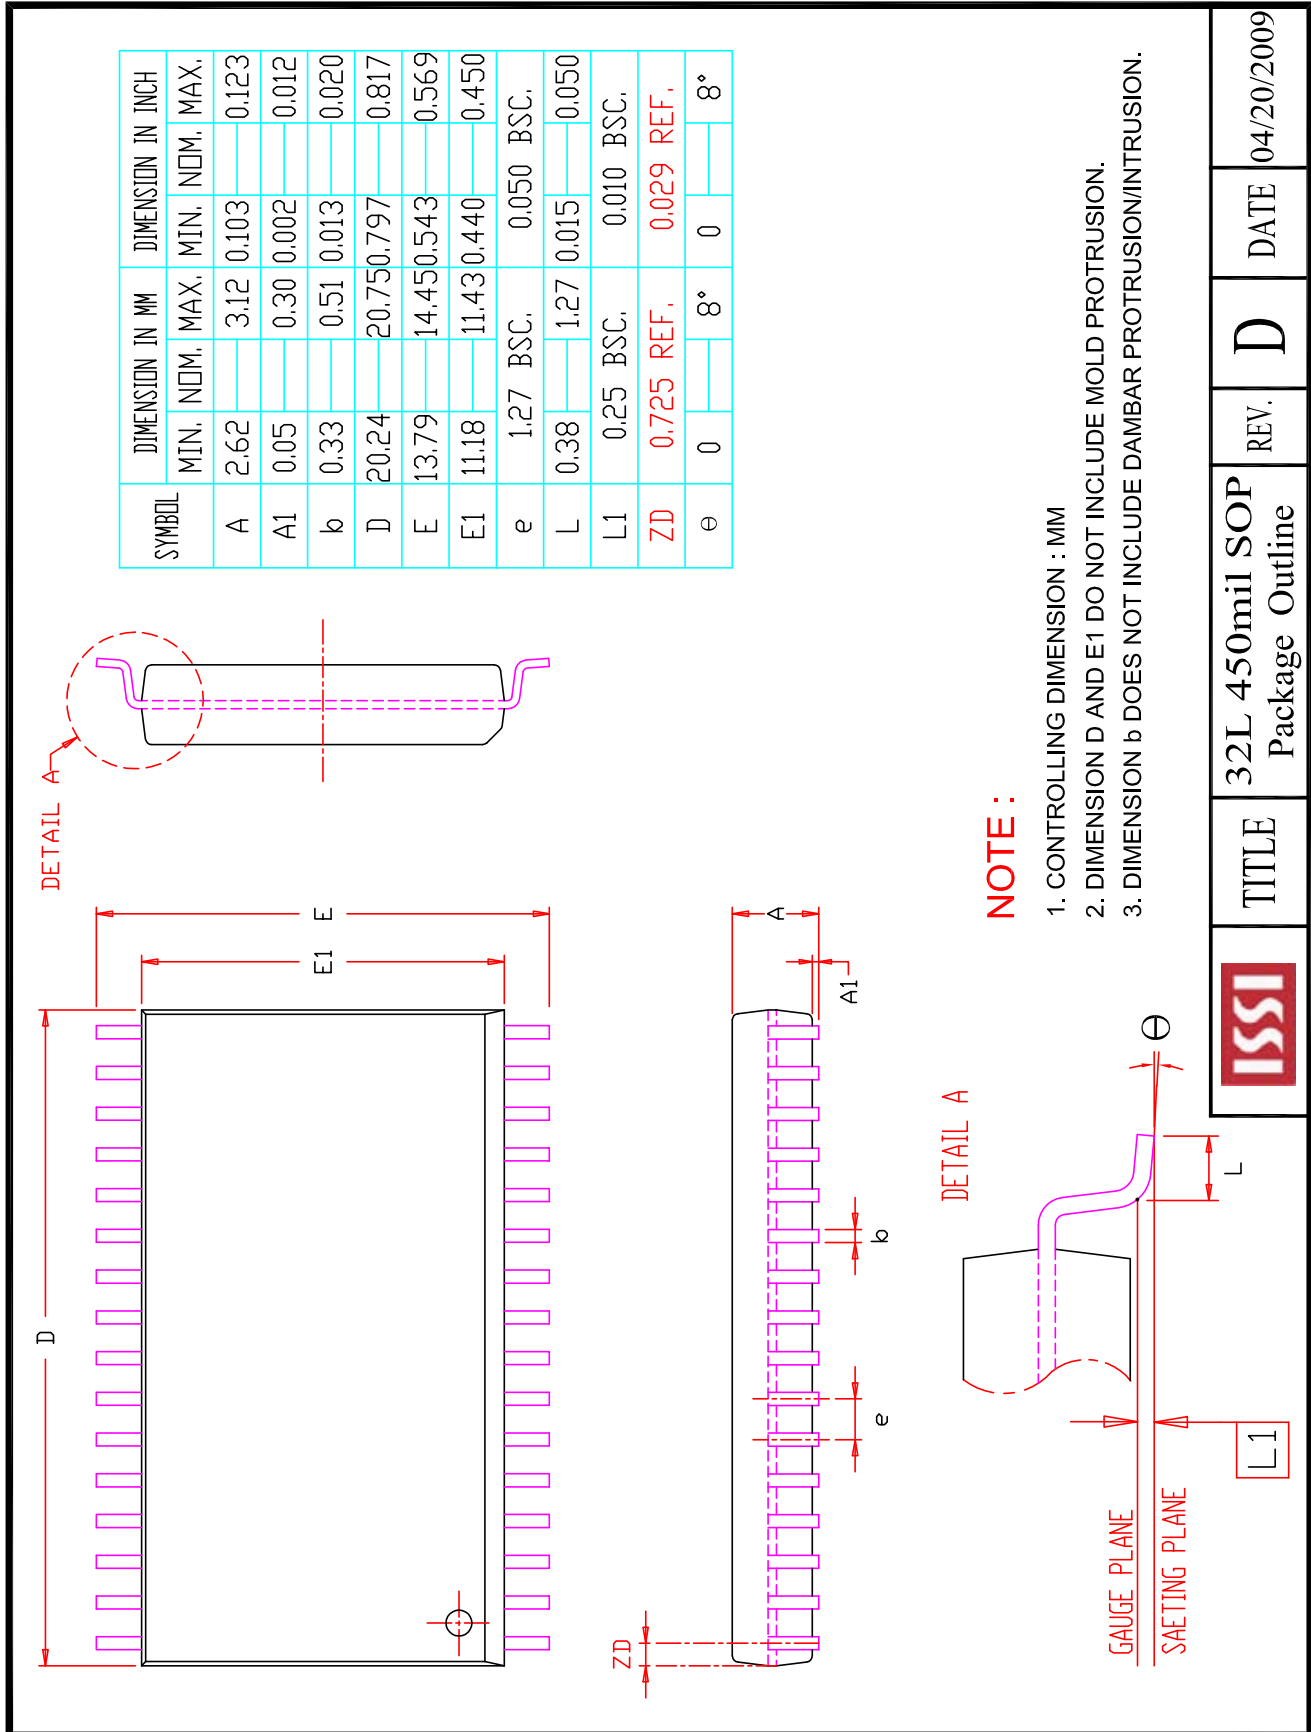 D
E1
E
DETAIL A
SYMBOL DIMENSION IN MM DIMENSION IN INCH
MIN. NOM. MAX. MIN. NOM. MAX.
A 2.62 — 3.12 0.103 — 0.123
A1 0.05 — 0.30 0.002 — 0.012
b 0.33 — 0.51 0.013 — 0.020
D 20.24 — 20.75 0.797 — 0.817
E 13.79 — 14.45 0.543 — 0.569
E1 11.18 — 11.43 0.440 — 0.450
e 1.27 BSC. 0.050 BSC.
L 0.38 — 1.27 0.015 — 0.050
L1 0.25 BSC. 0.010 BSC.
ZD 0.725 REF. 0.029 REF.
θ 0 — 8° 0 — 8°
ZD
e
b
A1
A
DETAIL A
GAUGE PLANE
SAETING PLANE
L1
L
θ
NOTE :
1. CONTROLLING DIMENSION : MM
2. DIMENSION D AND E1 DO NOT INCLUDE MOLD PROTRUSION.
3. DIMENSION b DOES NOT INCLUDE DAMBAR PROTRUSION/INTRUSION.
ISSI
TITLE
32L 450mil SOP
Package Outline
REV.
D
DATE
04/20/2009